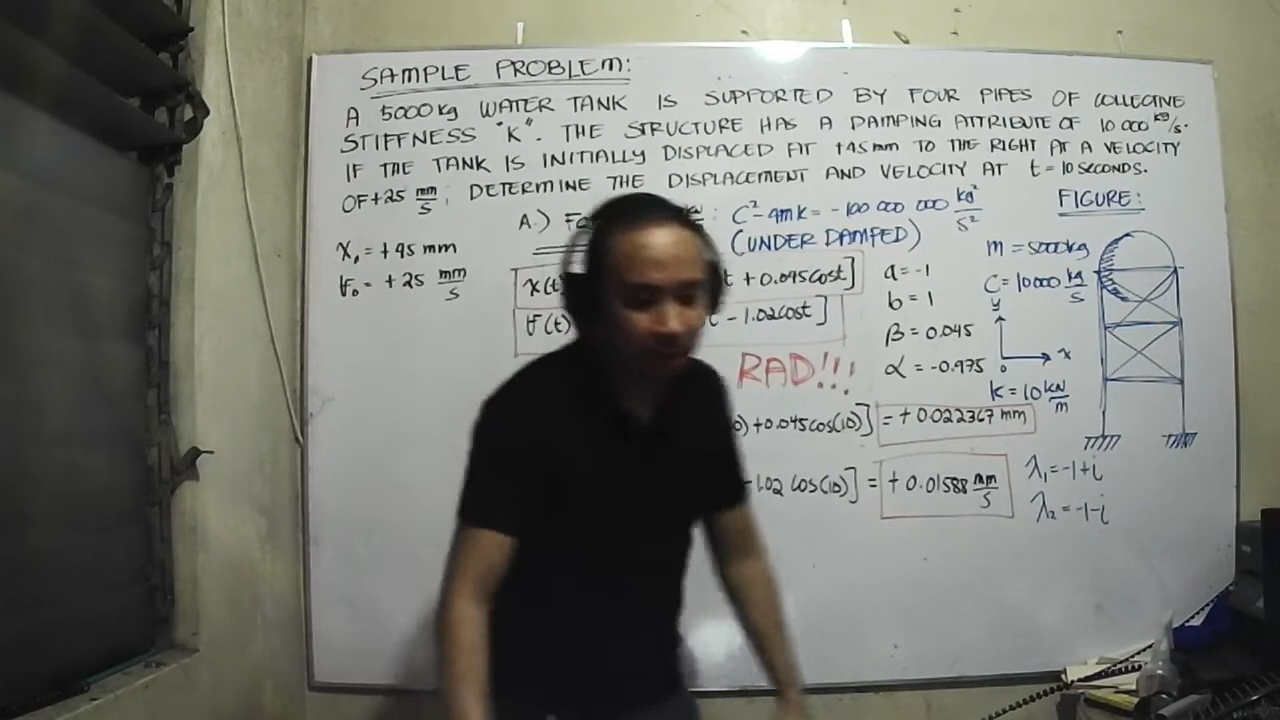 SAMPLE PROBLEM:
A 5000kg WATER TANK IS SUPPORTED BY FOUR PIPES OF COLLECTIVE
STIFFNESS "K". THE STRUCTURE HAS A DAMPING ATTRIBUTE OF 10 000 kg/s.
IF THE TANK IS INITIALLY DISPLACED AT +45mm TO THE RIGHT AT A VELOCITY
OF +25 mm/s; DETERMINE THE DISPLACEMENT AND VELOCITY AT t = 10 SECONDS.
A.) : C²-4mk = -100 000 000 kg²/s²
(UNDER DAMPED)
FIGURE:
x₀ = +45 mm
v₀ = +25 mm/s
x(t) t + 0.045cost]
v(t) - 1.02cost]
a = -1
b = 1
β = 0.045
α = -0.975
m = 5000kg
C = 10000 kg/s
y
x
0
k = 10 kN/m
RAD!!!
+0.045cos(10)] = +0.022367 mm
1.02 cos(10)] = +0.01588 mm/s
λ₁ = -1+i
λ₂ = -1-i